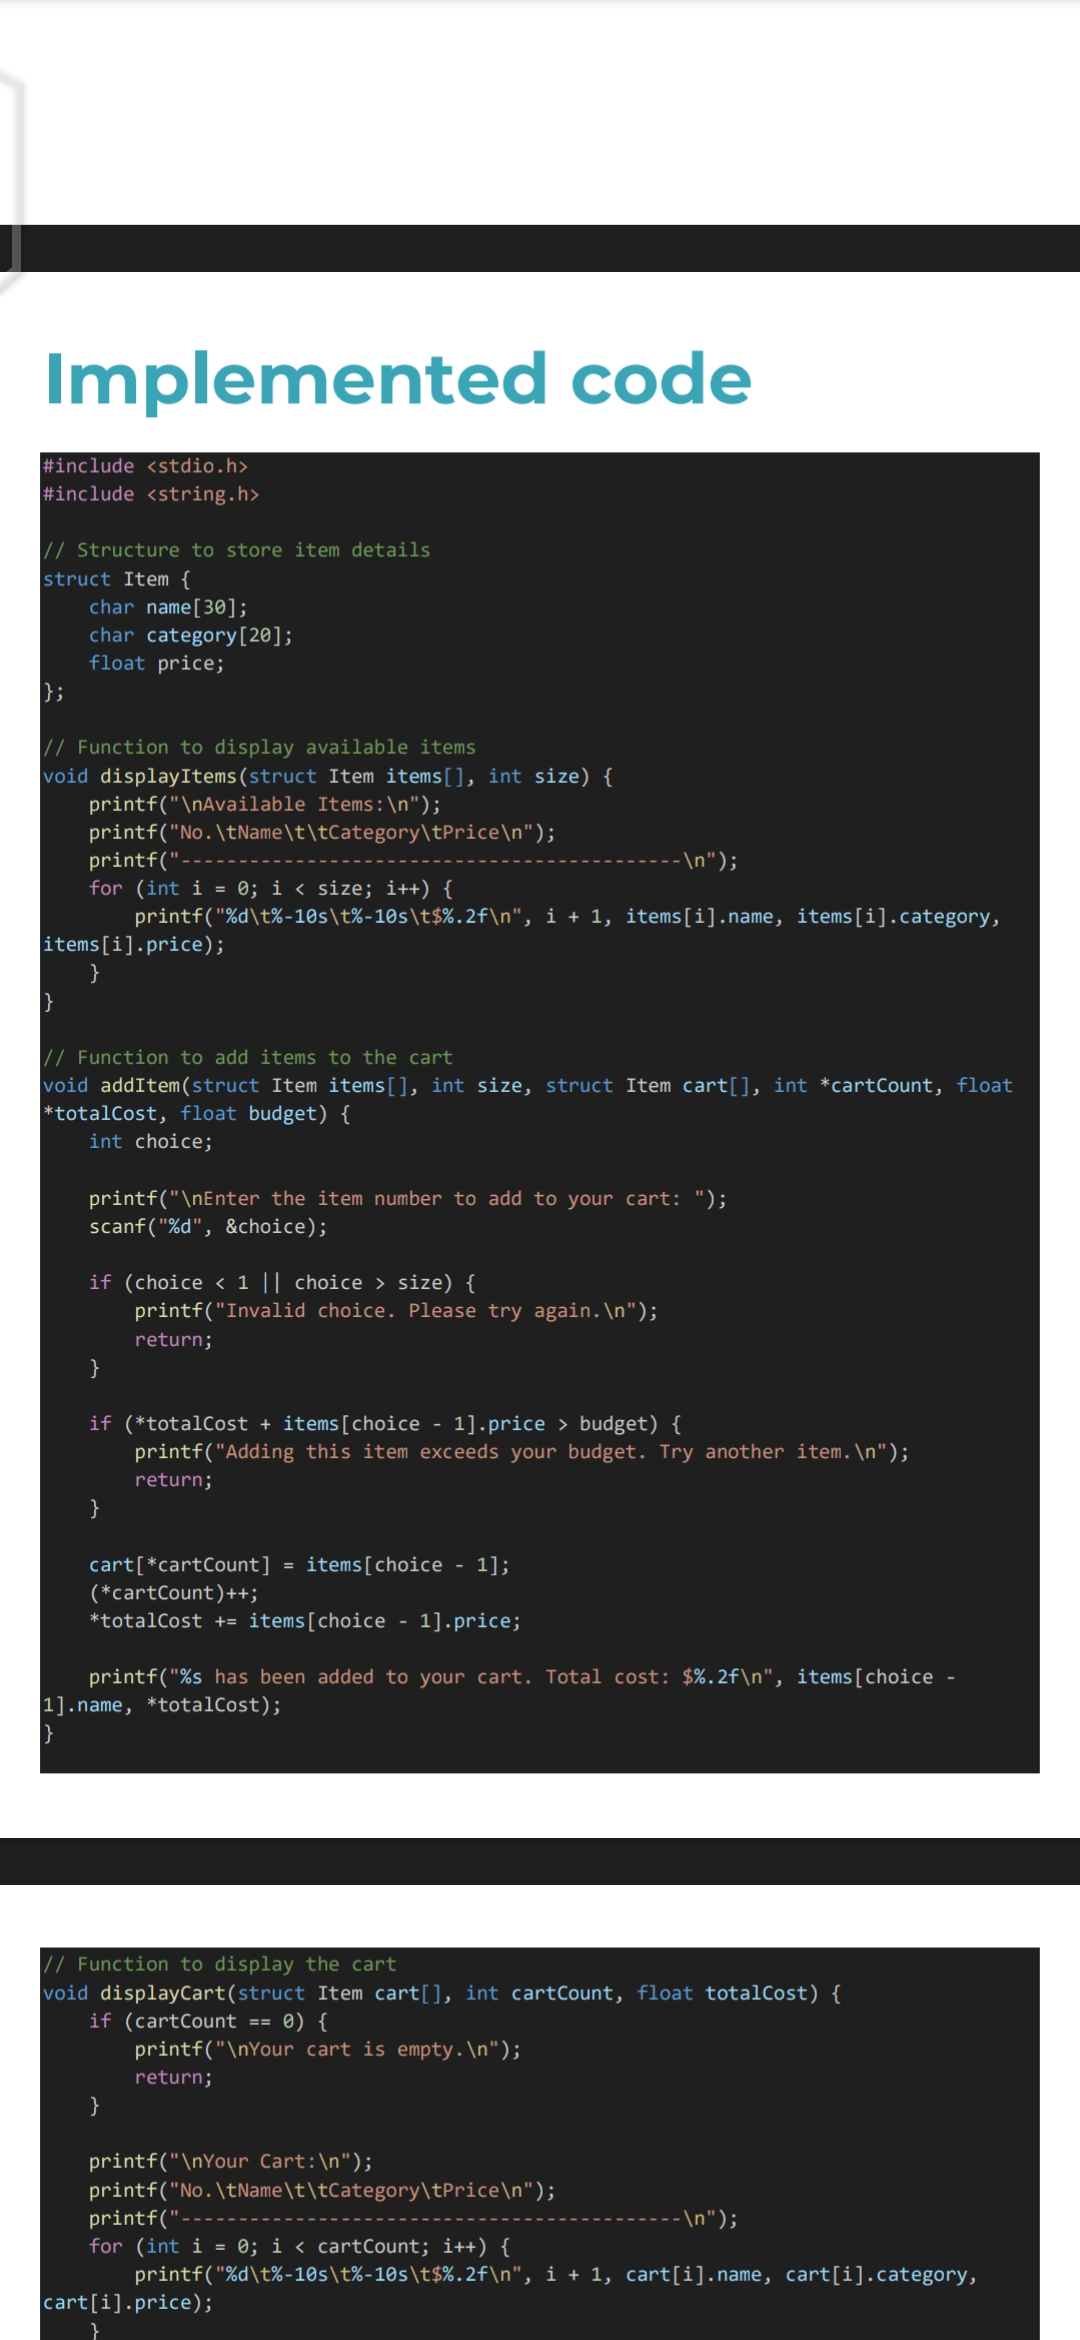 Implemented code
#include <stdio.h>
#include <string.h>
// Structure to store item details
struct Item {
    char name[30];
    char category[20];
    float price;
};
// Function to display available items
void displayItems(struct Item items[], int size) {
    printf("\nAvailable Items:\n");
    printf("No.\tName\t\tCategory\tPrice\n");
    printf("--------------------------------------------\n");
    for (int i = 0; i < size; i++) {
        printf("%d\t%-10s\t%-10s\t$%.2f\n", i + 1, items[i].name, items[i].category,
items[i].price);
    }
}
// Function to add items to the cart
void addItem(struct Item items[], int size, struct Item cart[], int *cartCount, float
*totalCost, float budget) {
    int choice;
    printf("\nEnter the item number to add to your cart: ");
    scanf("%d", &choice);
    if (choice < 1 || choice > size) {
        printf("Invalid choice. Please try again.\n");
        return;
    }
    if (*totalCost + items[choice - 1].price > budget) {
        printf("Adding this item exceeds your budget. Try another item.\n");
        return;
    }
    cart[*cartCount] = items[choice - 1];
    (*cartCount)++;
    *totalCost += items[choice - 1].price;
    printf("%s has been added to your cart. Total cost: $%.2f\n", items[choice -
1].name, *totalCost);
}
// Function to display the cart
void displayCart(struct Item cart[], int cartCount, float totalCost) {
    if (cartCount == 0) {
        printf("\nYour cart is empty.\n");
        return;
    }
    printf("\nYour Cart:\n");
    printf("No.\tName\t\tCategory\tPrice\n");
    printf("--------------------------------------------\n");
    for (int i = 0; i < cartCount; i++) {
        printf("%d\t%-10s\t%-10s\t$%.2f\n", i + 1, cart[i].name, cart[i].category,
cart[i].price);
    }